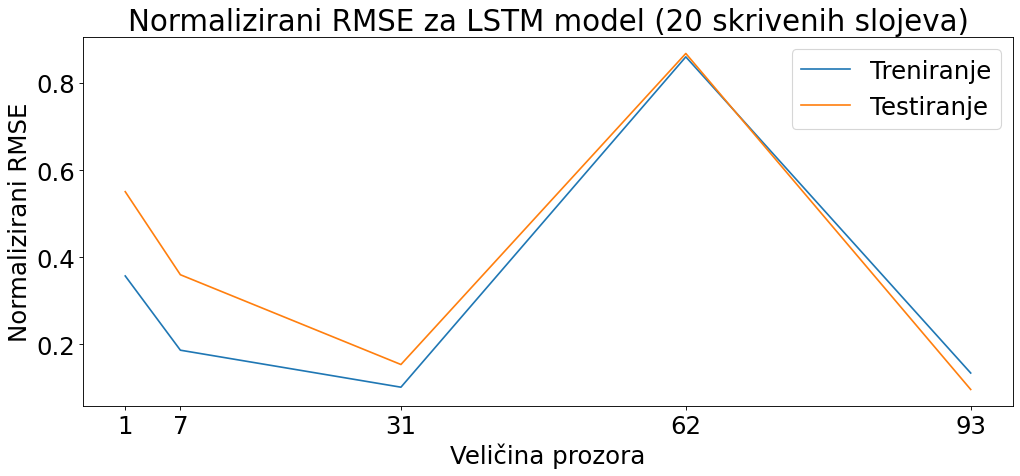 Normalizirani RMSE za LSTM model (20 skrivenih slojeva)
Treniranje
Testiranje
Normalizirani RMSE
0.8
0.6
0.4
0.2
1 7 31 62 93
Veličina prozora